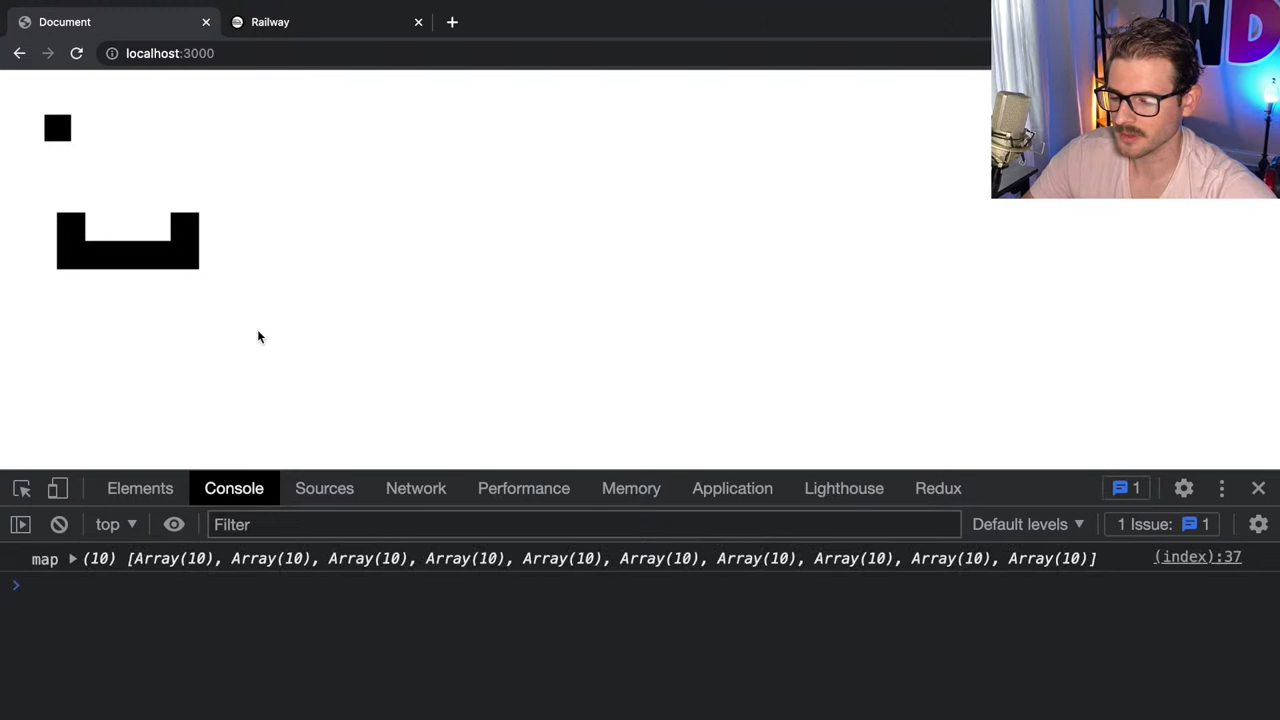 Document
Railway
localhost:3000
WD
Elements Console Sources Network Performance Memory Application Lighthouse Redux 1
top Filter Default levels 1 Issue: 1
map (10) [Array(10), Array(10), Array(10), Array(10), Array(10), Array(10), Array(10), Array(10), Array(10), Array(10)] (index):37